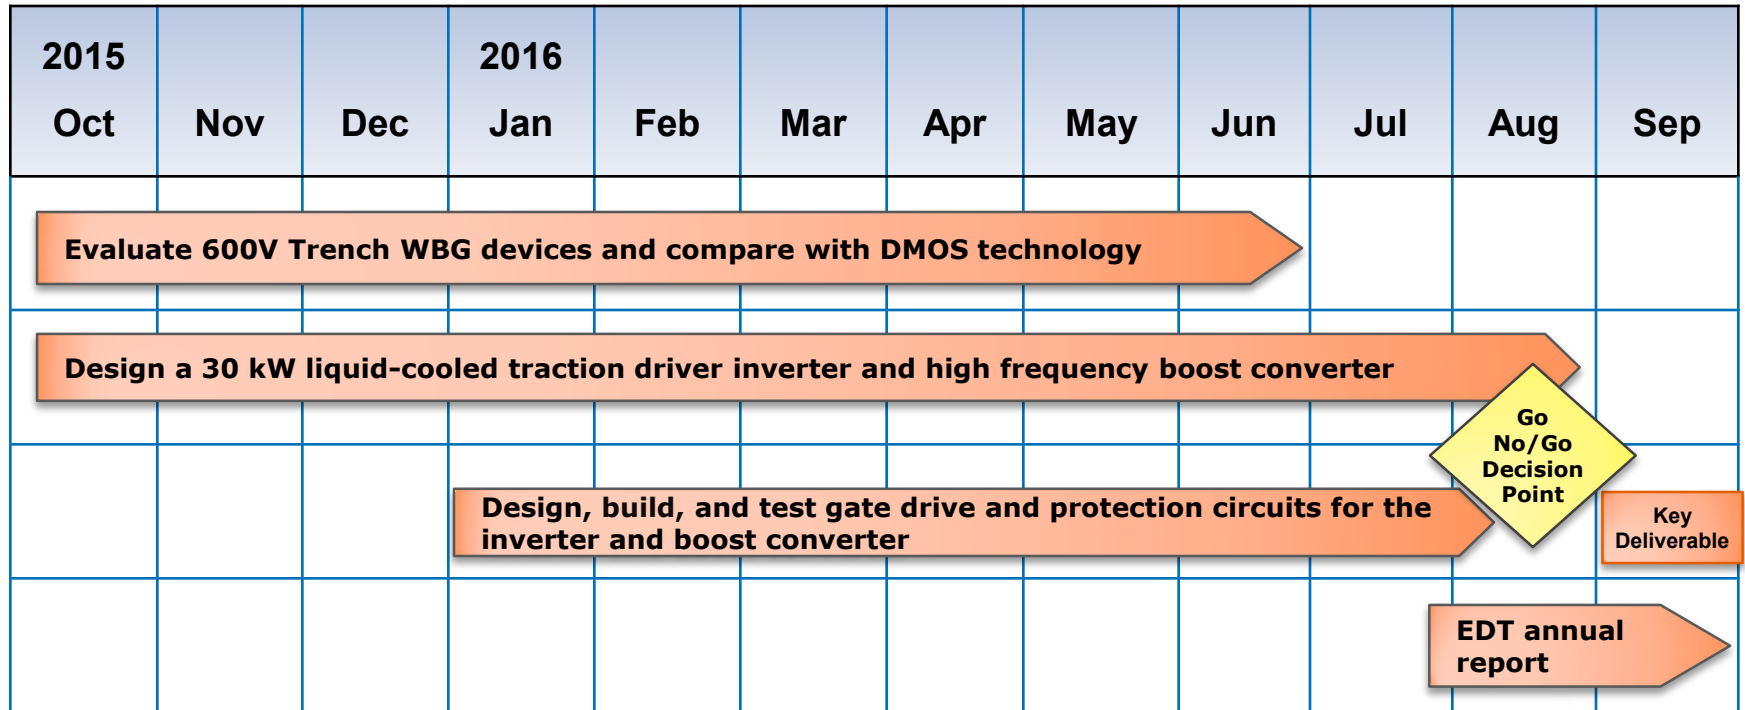 2015
2016
Oct Nov Dec Jan Feb Mar Apr May Jun Jul Aug Sep
Evaluate 600V Trench WBG devices and compare with DMOS technology
Design a 30 kW liquid-cooled traction driver inverter and high frequency boost converter
Go
No/Go
Decision
Point
Design, build, and test gate drive and protection circuits for the
inverter and boost converter
Key
Deliverable
EDT annual
report